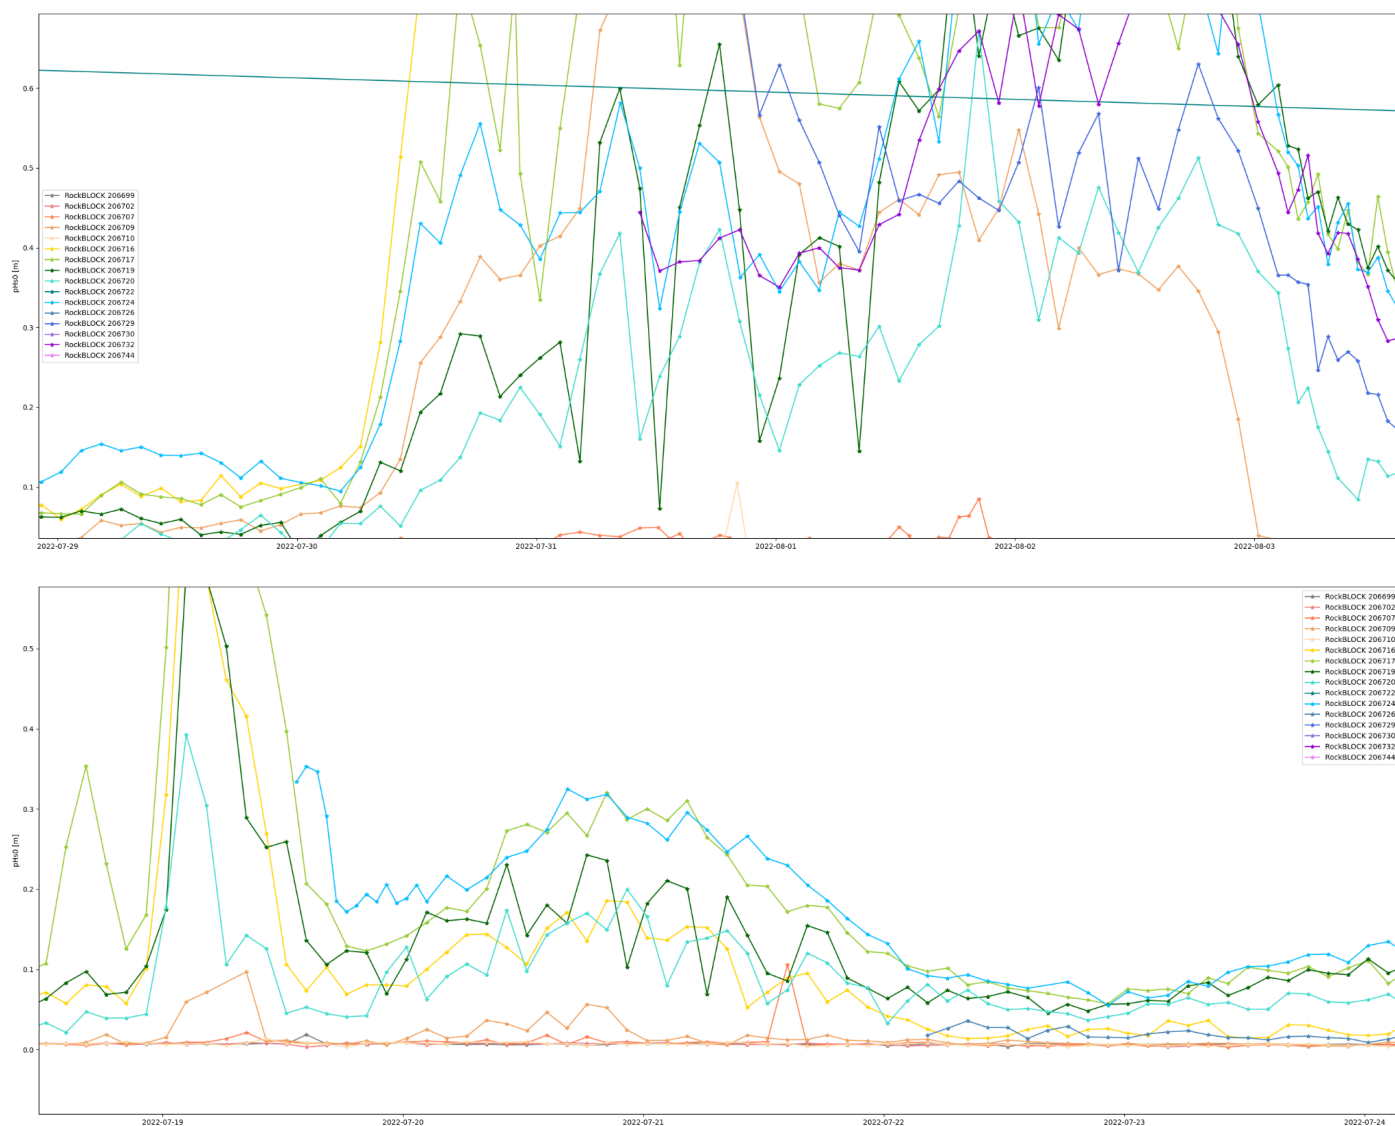 0.6
0.5
0.4
0.3
0.2
0.1
pHs0 [m]
RockBLOCK 206699
RockBLOCK 206702
RockBLOCK 206707
RockBLOCK 206709
RockBLOCK 206710
RockBLOCK 206716
RockBLOCK 206717
RockBLOCK 206719
RockBLOCK 206720
RockBLOCK 206722
RockBLOCK 206724
RockBLOCK 206726
RockBLOCK 206729
RockBLOCK 206730
RockBLOCK 206732
RockBLOCK 206744
2022-07-29 2022-07-30 2022-07-31 2022-08-01 2022-08-02 2022-08-03
0.5
0.4
0.3
0.2
0.1
0.0
pHs0 [m]
RockBLOCK 206699
RockBLOCK 206702
RockBLOCK 206707
RockBLOCK 206709
RockBLOCK 206710
RockBLOCK 206716
RockBLOCK 206717
RockBLOCK 206719
RockBLOCK 206720
RockBLOCK 206722
RockBLOCK 206724
RockBLOCK 206726
RockBLOCK 206729
RockBLOCK 206730
RockBLOCK 206732
RockBLOCK 206744
2022-07-19 2022-07-20 2022-07-21 2022-07-22 2022-07-23 2022-07-24